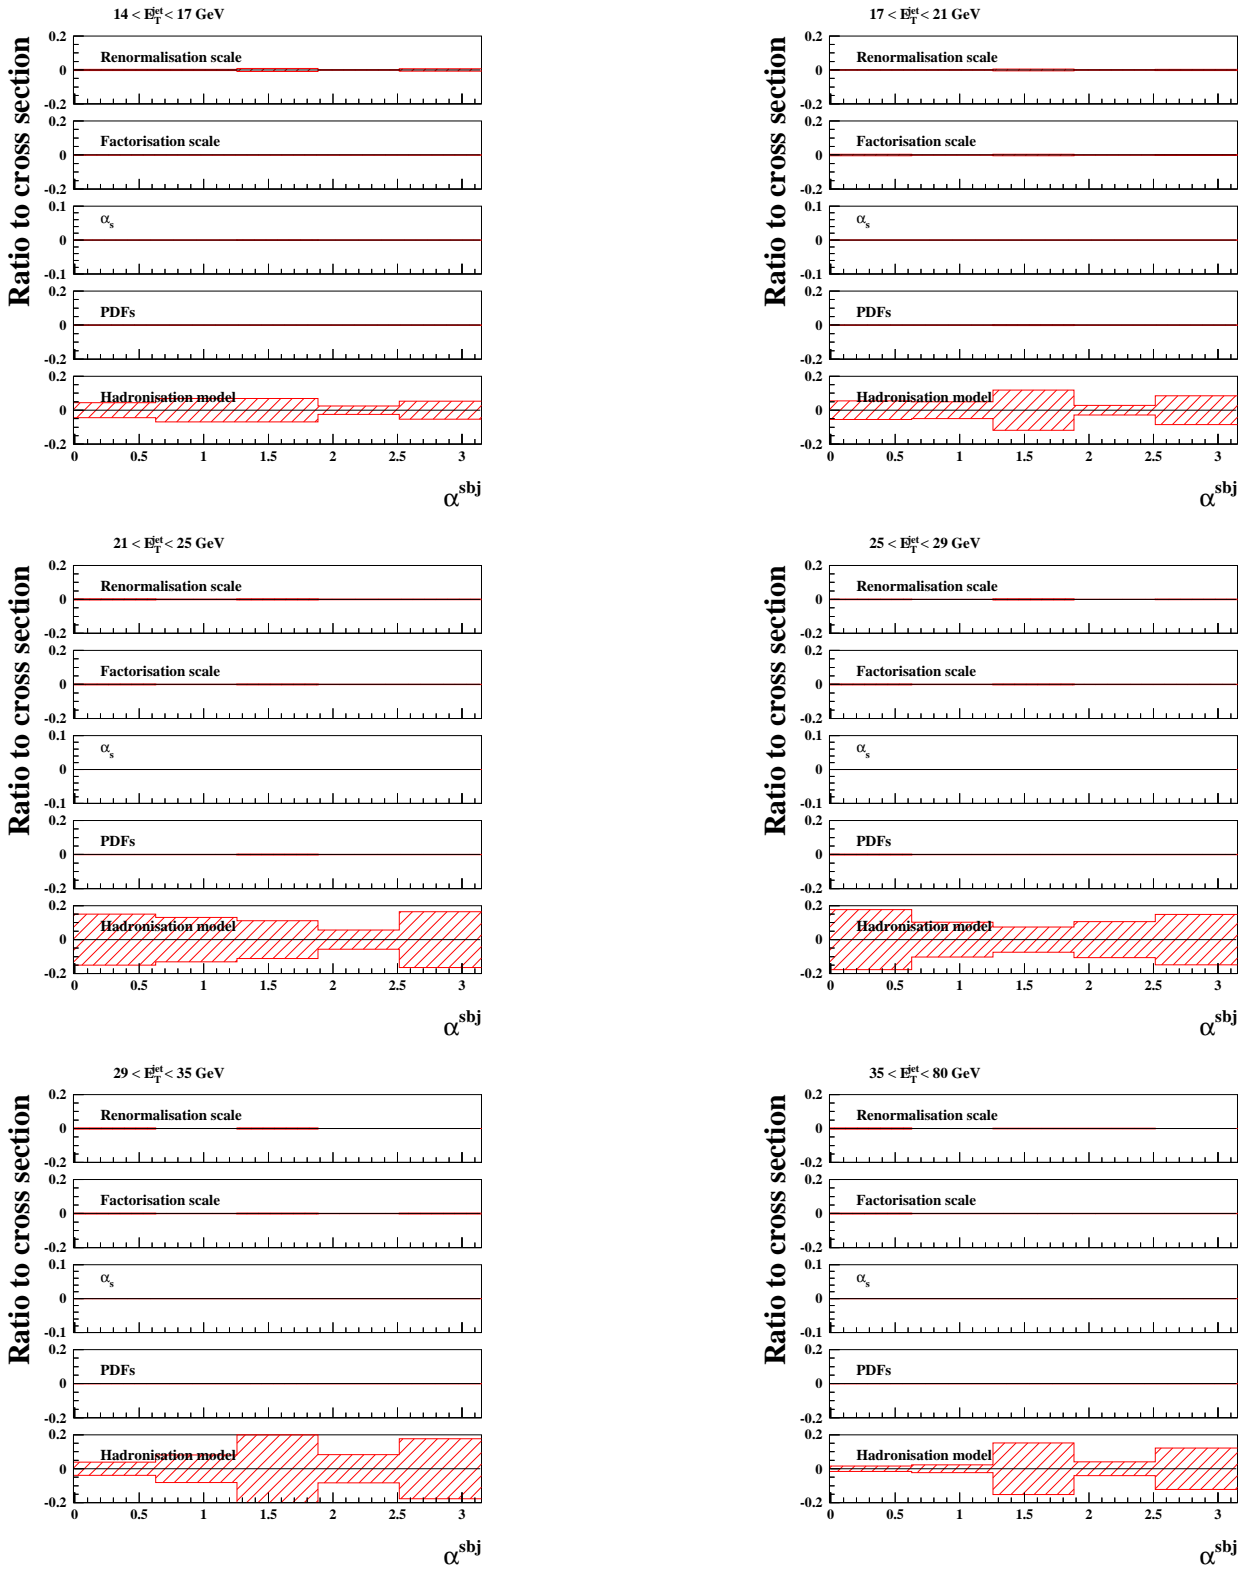 14 < E_T^jet < 17 GeV
Ratio to cross section
0.2
Renormalisation scale
0
-0.2
0.2
Factorisation scale
0
-0.2
0.1
α_s
0
-0.1
0.2
PDFs
0
-0.2
0.2
Hadronisation model
0
-0.2
0 0.5 1 1.5 2 2.5 3
α^sbj
17 < E_T^jet < 21 GeV
Ratio to cross section
0.2
Renormalisation scale
0
-0.2
0.2
Factorisation scale
0
-0.2
0.1
α_s
0
-0.1
0.2
PDFs
0
-0.2
0.2
Hadronisation model
0
-0.2
0 0.5 1 1.5 2 2.5 3
α^sbj
21 < E_T^jet < 25 GeV
Ratio to cross section
0.2
Renormalisation scale
0
-0.2
0.2
Factorisation scale
0
-0.2
0.1
α_s
0
-0.1
0.2
PDFs
0
-0.2
0.2
Hadronisation model
0
-0.2
0 0.5 1 1.5 2 2.5 3
α^sbj
25 < E_T^jet < 29 GeV
Ratio to cross section
0.2
Renormalisation scale
0
-0.2
0.2
Factorisation scale
0
-0.2
0.1
α_s
0
-0.1
0.2
PDFs
0
-0.2
0.2
Hadronisation model
0
-0.2
0 0.5 1 1.5 2 2.5 3
α^sbj
29 < E_T^jet < 35 GeV
Ratio to cross section
0.2
Renormalisation scale
0
-0.2
0.2
Factorisation scale
0
-0.2
0.1
α_s
0
-0.1
0.2
PDFs
0
-0.2
0.2
Hadronisation model
0
-0.2
0 0.5 1 1.5 2 2.5 3
α^sbj
35 < E_T^jet < 80 GeV
Ratio to cross section
0.2
Renormalisation scale
0
-0.2
0.2
Factorisation scale
0
-0.2
0.1
α_s
0
-0.1
0.2
PDFs
0
-0.2
0.2
Hadronisation model
0
-0.2
0 0.5 1 1.5 2 2.5 3
α^sbj